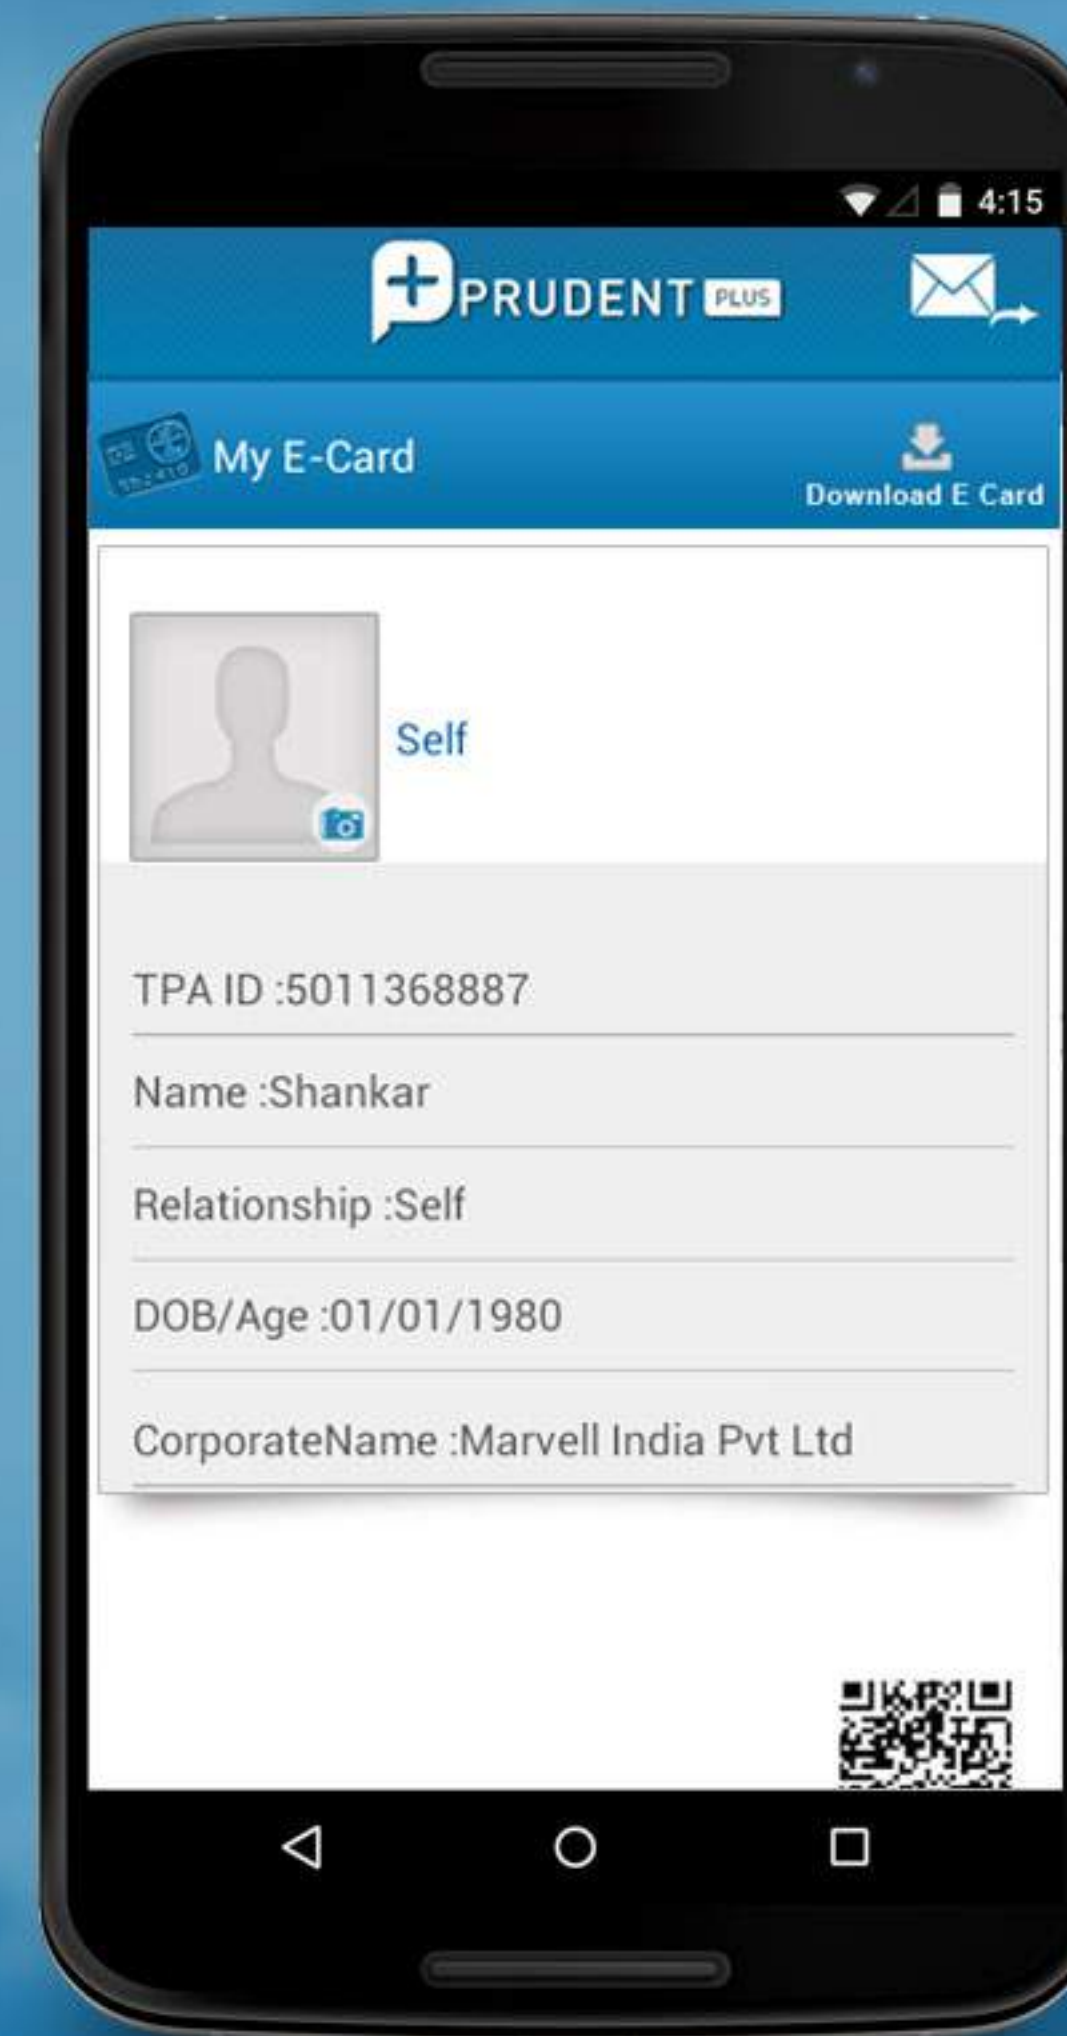 4:15
PRUDENT PLUS
My E-Card
Download E Card
Self
TPA ID :5011368887
Name :Shankar
Relationship :Self
DOB/Age :01/01/1980
CorporateName :Marvell India Pvt Ltd